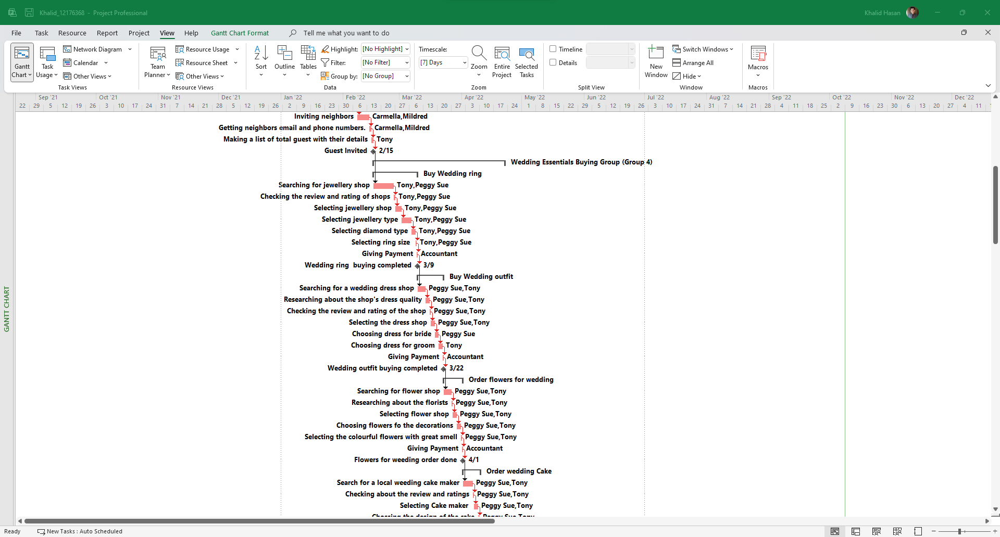 Khalid_12176368 - Project Professional
Khalid Hasan
File Task Resource Report Project View Help Gantt Chart Format Tell me what you want to do
Gantt Chart
Task Usage
Network Diagram
Calendar
Other Views
Task Views
Team Planner
Resource Usage
Resource Sheet
Other Views
Resource Views
Sort
Outline
Tables
Highlight: [No Highlight]
Filter: [No Filter]
Group by: [No Group]
Data
Timescale:
[7] Days
Zoom
Entire Project
Selected Tasks
Zoom
Timeline
Details
Split View
New Window
Switch Windows
Arrange All
Hide
Window
Macros
Macros
Sep '21 Oct '21 Nov '21 Dec '21 Jan '22 Feb '22 Mar '22 Apr '22 May '22 Jun '22 Jul '22 Aug '22 Sep '22 Oct '22 Nov '22 Dec '22
22 29 5 12 19 26 3 10 17 24 31 7 14 21 28 5 12 19 26 2 9 16 23 30 6 13 20 27 6 13 20 27 3 10 17 24 1 8 15 22 29 5 12 19 26 3 10 17 24 31 7 14 21 28 4 11 18 25 2 9 16 23 30 6 13 20 27 4 11
Inviting neighbors Carmella,Mildred
Getting neighbors email and phone numbers. Carmella,Mildred
Making a list of total guest with their details Tony
Guest Invited 2/15
Wedding Essentials Buying Group (Group 4)
Buy Wedding ring
Searching for jewellery shop Tony,Peggy Sue
Checking the review and rating of shops Tony,Peggy Sue
Selecting jewellery shop Tony,Peggy Sue
Selecting jewellery type Tony,Peggy Sue
Selecting diamond type Tony,Peggy Sue
Selecting ring size Tony,Peggy Sue
Giving Payment Accountant
Wedding ring  buying completed 3/9
Buy Wedding outfit
Searching for a wedding dress shop Peggy Sue,Tony
Researching about the shop's dress quality Peggy Sue,Tony
Checking the review and rating of the shop Peggy Sue,Tony
Selecting the dress shop Peggy Sue,Tony
Choosing dress for bride Peggy Sue
Choosing dress for groom Tony
Giving Payment Accountant
Wedding outfit buying completed 3/22
Order flowers for wedding
Searching for flower shop Peggy Sue,Tony
Researching about the florists Peggy Sue,Tony
Selecting flower shop Peggy Sue,Tony
Choosing flowers fo the decorations Peggy Sue,Tony
Selecting the colourful flowers with great smell Peggy Sue,Tony
Giving Payment Accountant
Flowers for weeding order done 4/1
Order wedding Cake
Search for a local weeding cake maker Peggy Sue,Tony
Checking about the review and ratings Peggy Sue,Tony
Selecting Cake maker Peggy Sue,Tony
Choosing the design of the cake Peggy Sue,Tony
GANTT CHART
Ready New Tasks : Auto Scheduled